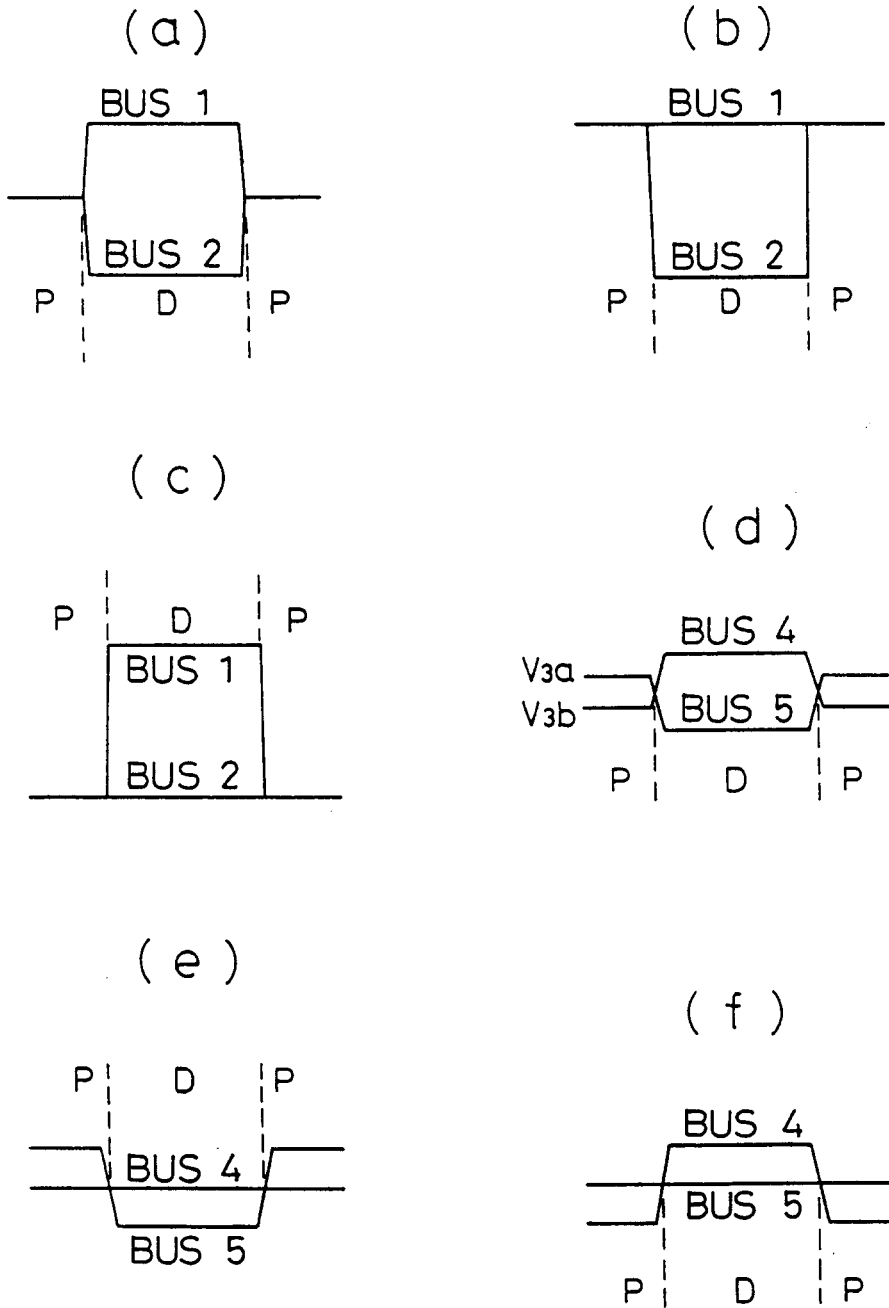 (a)
BUS 1
BUS 2
P D P
(b)
BUS 1
BUS 2
P D P
(c)
P D P
BUS 1
BUS 2
(d)
BUS 4
V3a
V3b
BUS 5
P D P
(e)
P D P
BUS 4
BUS 5
(f)
BUS 4
BUS 5
P D P